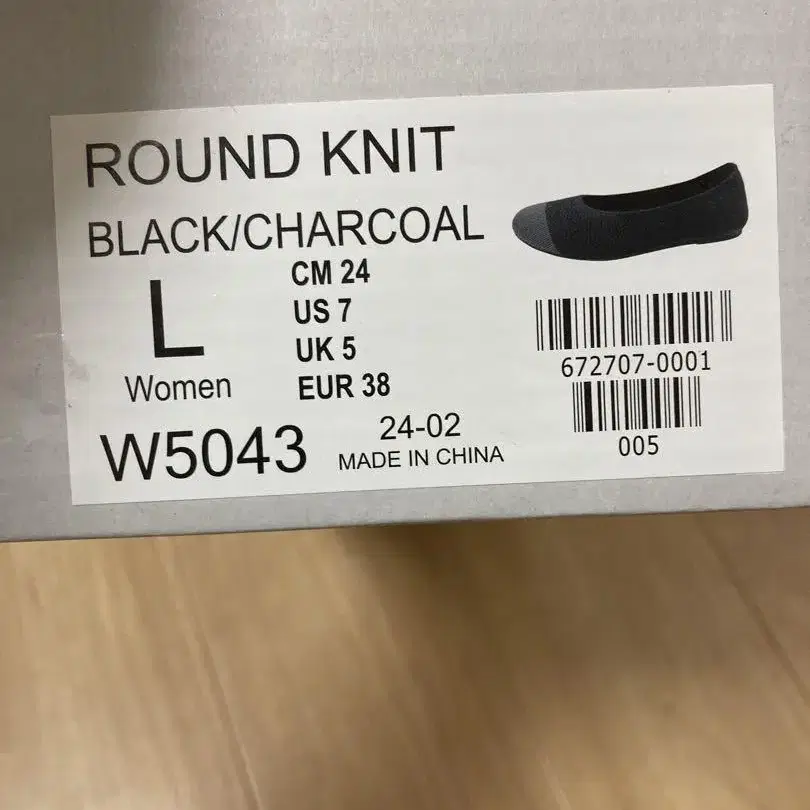 ROUND KNIT
BLACK/CHARCOAL
L
Women
CM 24
US 7
UK 5
EUR 38
W5043
24-02
MADE IN CHINA
672707-0001
005